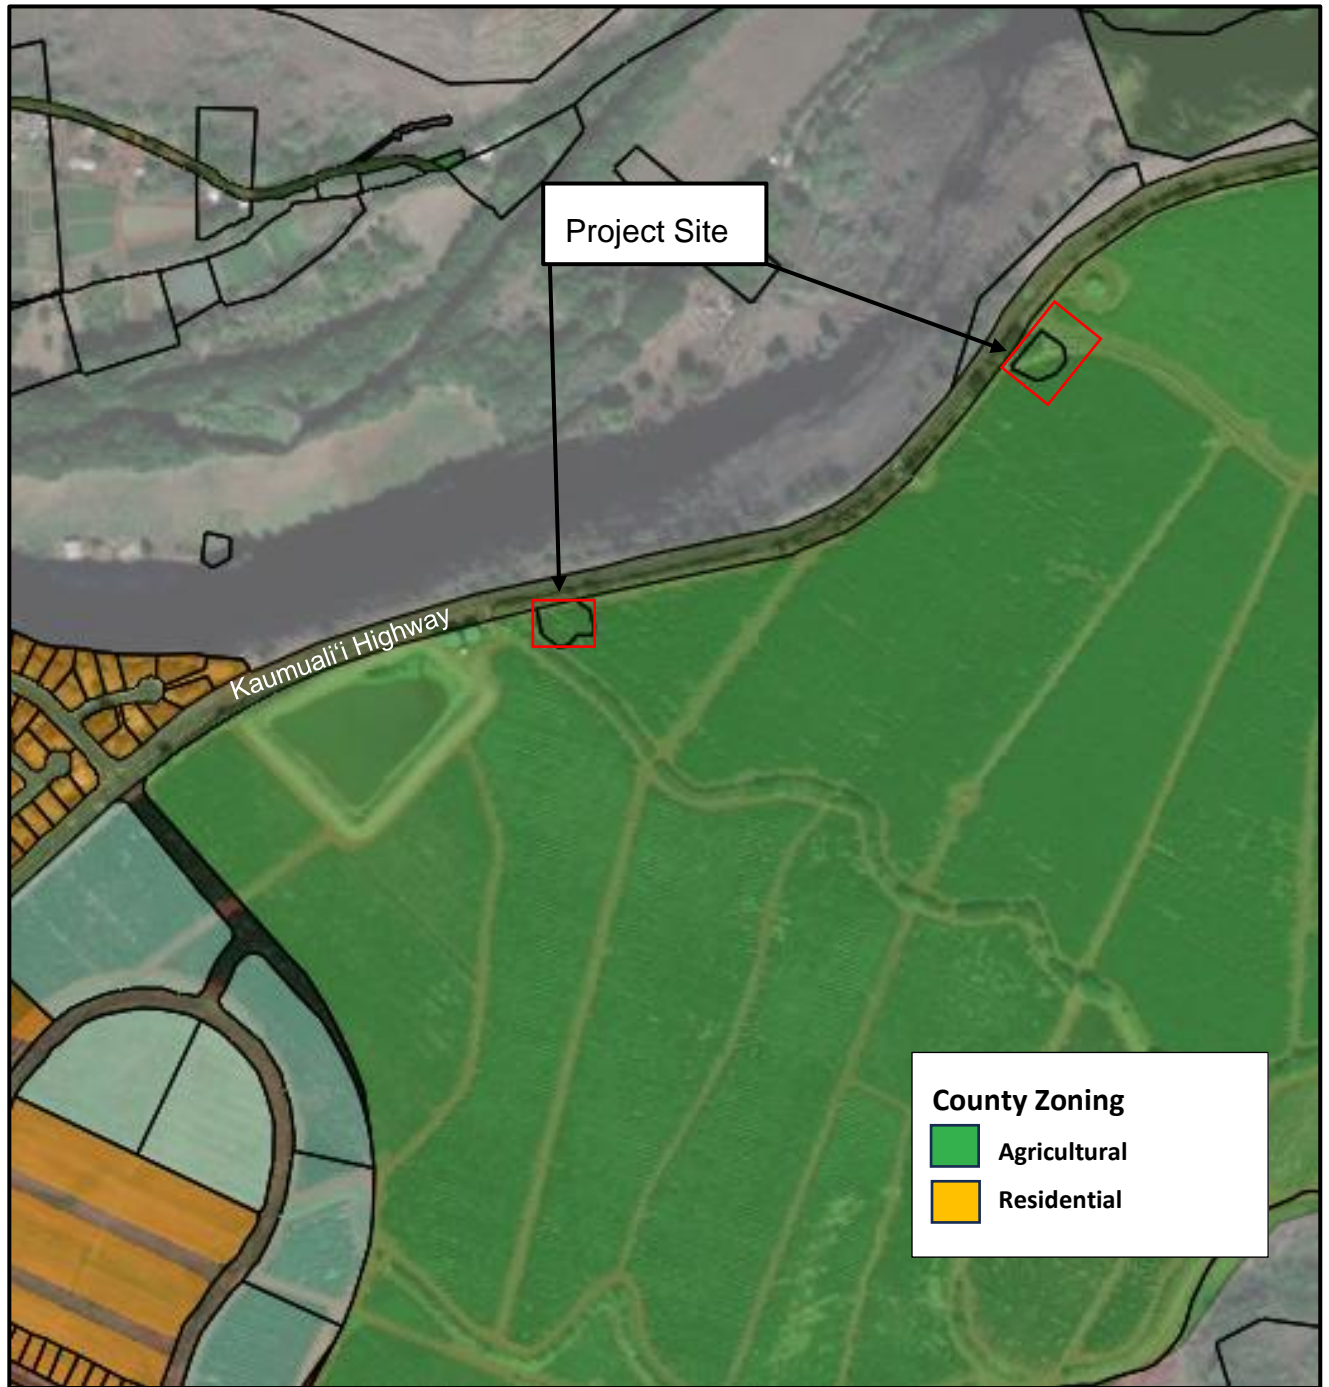 Project Site
Kaumuali‘i Highway
County Zoning
Agricultural
Residential